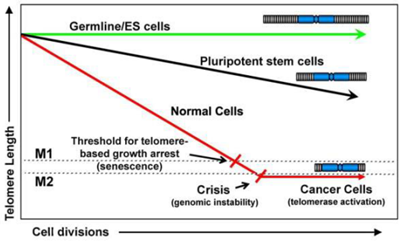 Germline/ES cells
Pluripotent stem cells
Normal Cells
Telomere Length
M1
Threshold for telomere-
based growth arrest
(senescence)
M2
Crisis
(genomic instability)
Cancer Cells
(telomerase activation)
Cell divisions